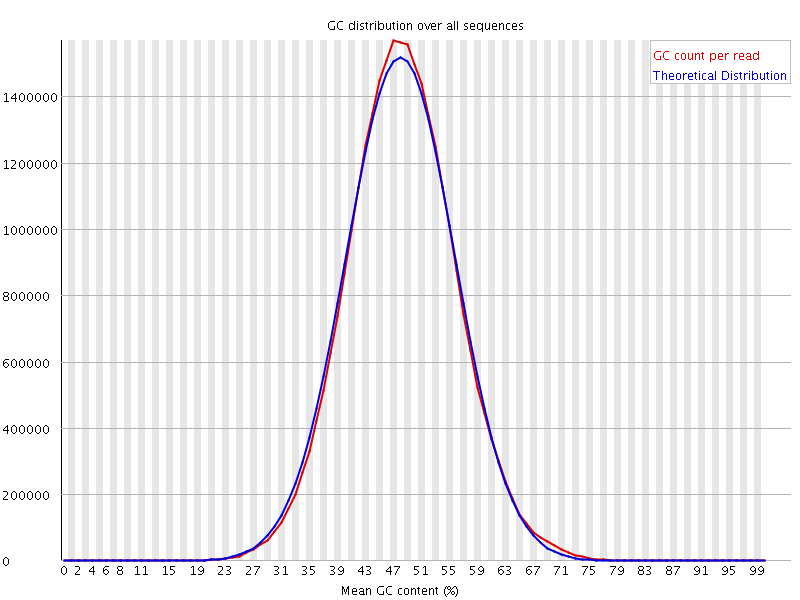 GC distribution over all sequences
GC count per read
Theoretical Distribution
1400000
1200000
1000000
800000
600000
400000
200000
0
0 2 4 6 8 11 15 19 23 27 31 35 39 43 47 51 55 59 63 67 71 75 79 83 87 91 95 99
Mean GC content (%)